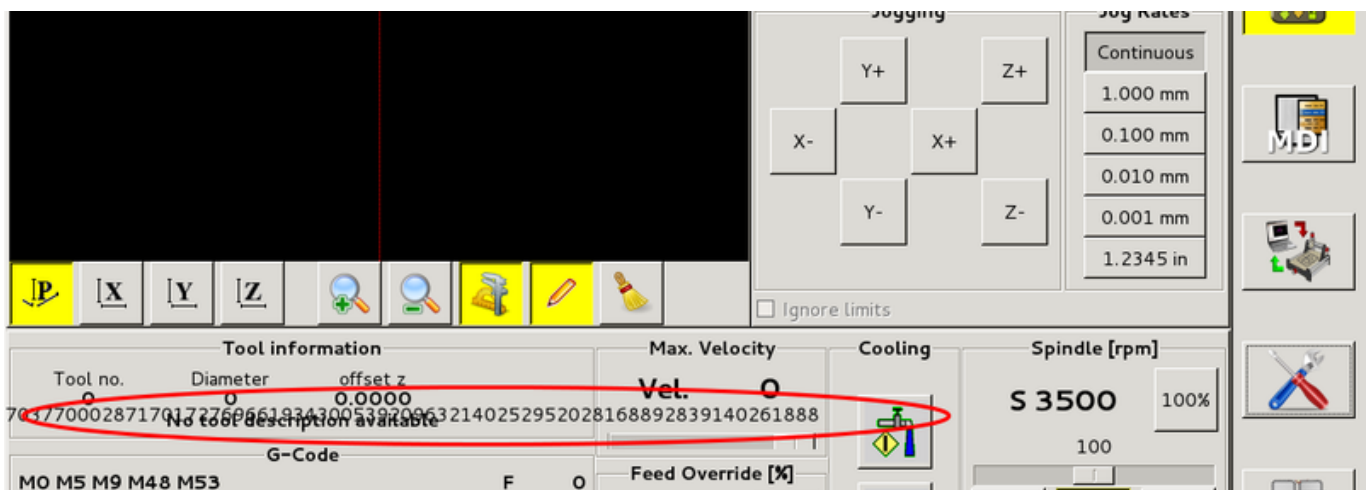 Jogging
Jog Rates
Y+
Z+
X-
X+
Y-
Z-
Continuous
1.000 mm
0.100 mm
0.010 mm
0.001 mm
1.2345 in
MDI
P
X
Y
Z
Ignore limits
Tool information
Tool no.
Diameter
offset z
0
0
0.0000
No tool description available
Max. Velocity
Vel. 0
Cooling
Spindle [rpm]
S 3500
100%
100
G-Code
M0 M5 M9 M48 M53
F 0
Feed Override [%]